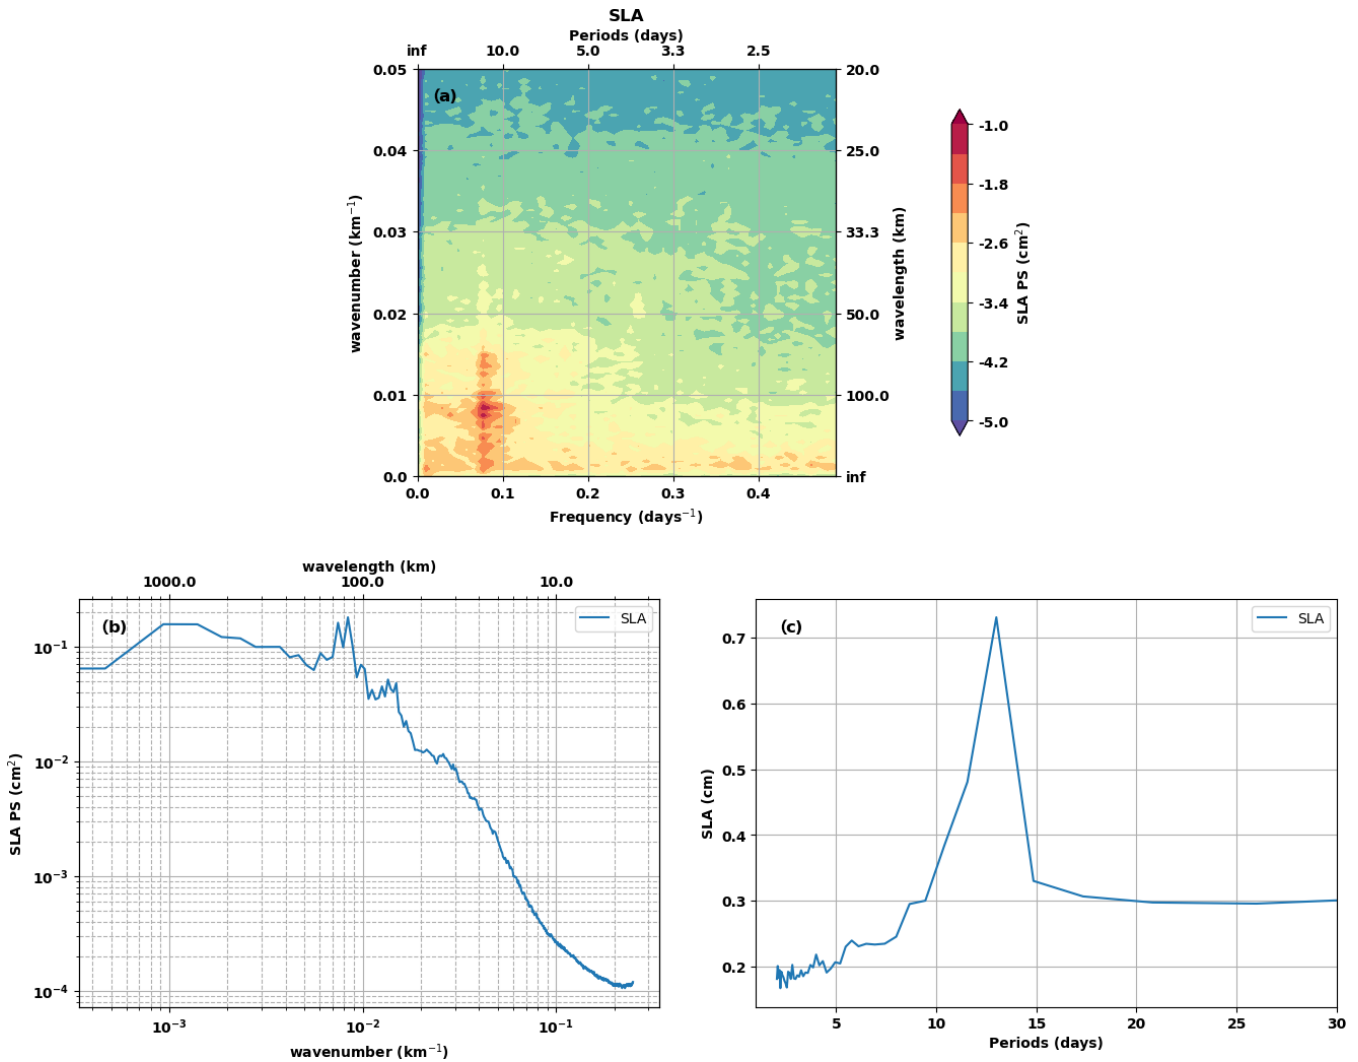 SLA
Periods (days)
inf 10.0 5.0 3.3 2.5
0.05 (a) 20.0
0.04 25.0
0.03 33.3
0.02 50.0
0.01 100.0
0.0 inf
wavenumber (km⁻¹)
wavelength (km)
0.0 0.1 0.2 0.3 0.4
Frequency (days⁻¹)
-1.0
-1.8
-2.6
-3.4
-4.2
-5.0
SLA PS (cm²)
wavelength (km)
1000.0 100.0 10.0
(b) SLA
10⁻¹
10⁻²
10⁻³
10⁻⁴
SLA PS (cm²)
10⁻³ 10⁻² 10⁻¹
wavenumber (km⁻¹)
(c) SLA
0.7
0.6
0.5
0.4
0.3
0.2
SLA (cm)
5 10 15 20 25 30
Periods (days)